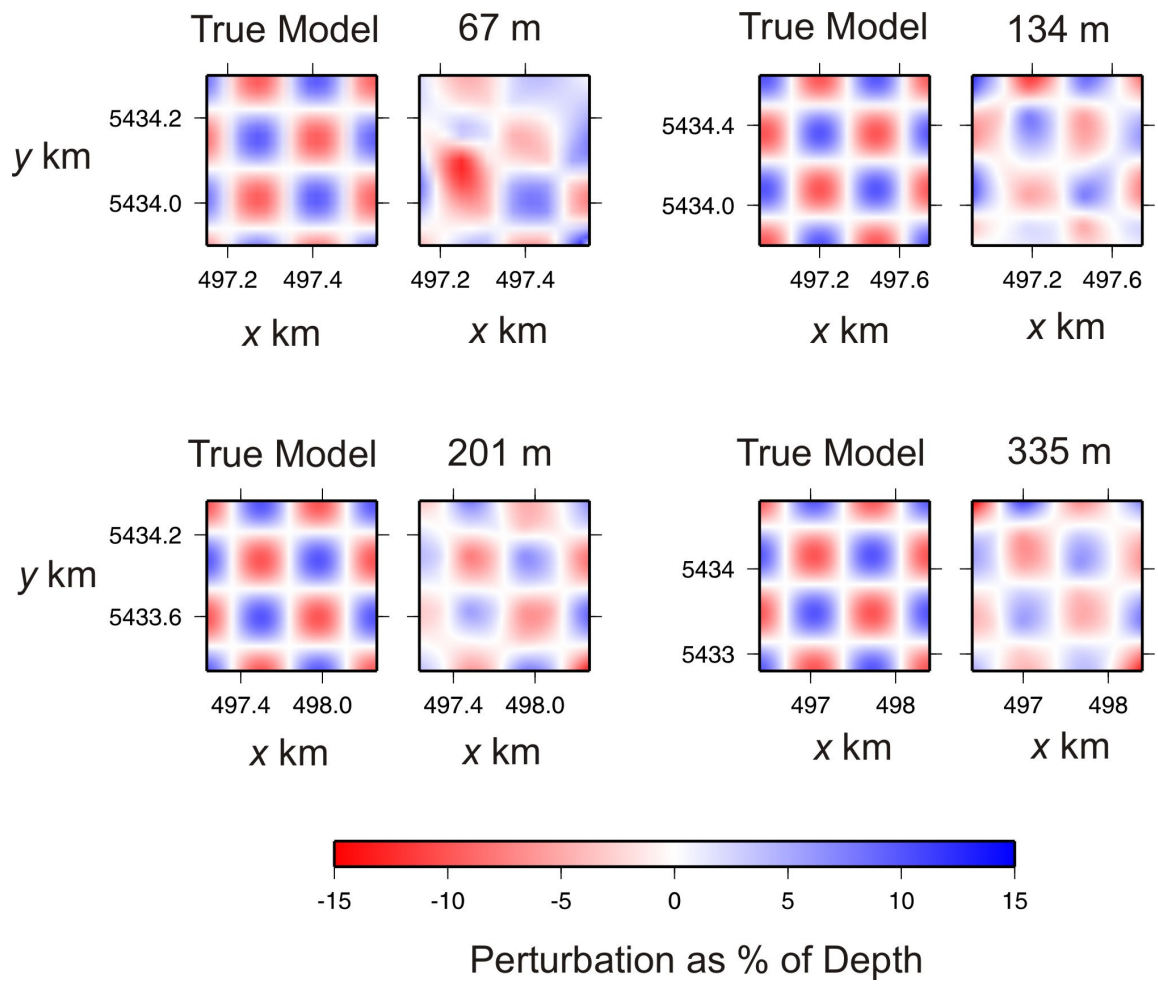 True Model 67 m True Model 134 m
5434.2
5434.0
y km
5434.4
5434.0
497.2 497.4 497.2 497.4 497.2 497.6 497.2 497.6
x km x km x km x km
True Model 201 m True Model 335 m
5434.2
5433.6
y km
5434
5433
497.4 498.0 497.4 498.0 497 498 497 498
x km x km x km x km
-15 -10 -5 0 5 10 15
Perturbation as % of Depth